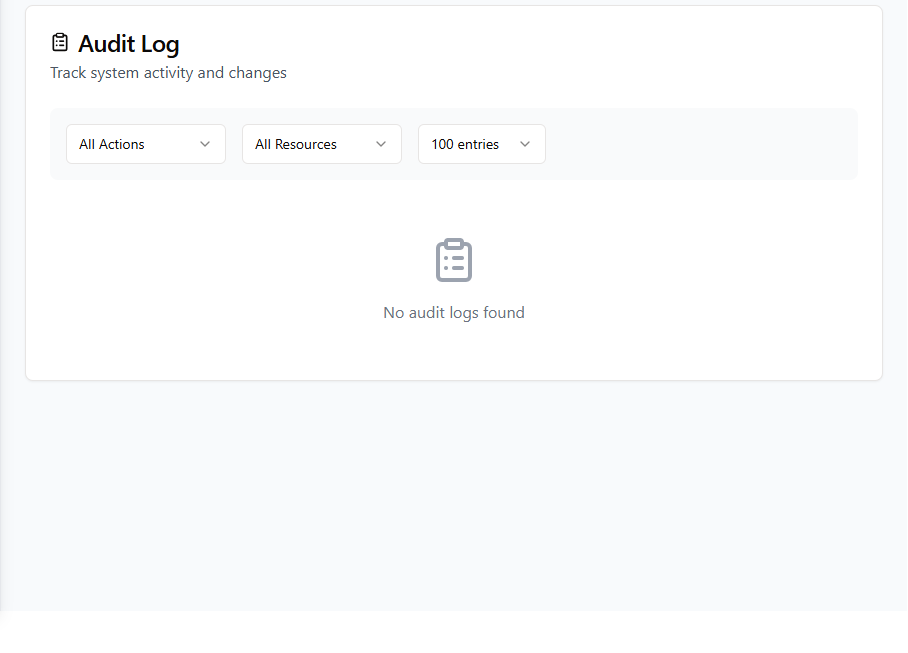 Audit Log
Track system activity and changes
All Actions
All Resources
100 entries
No audit logs found